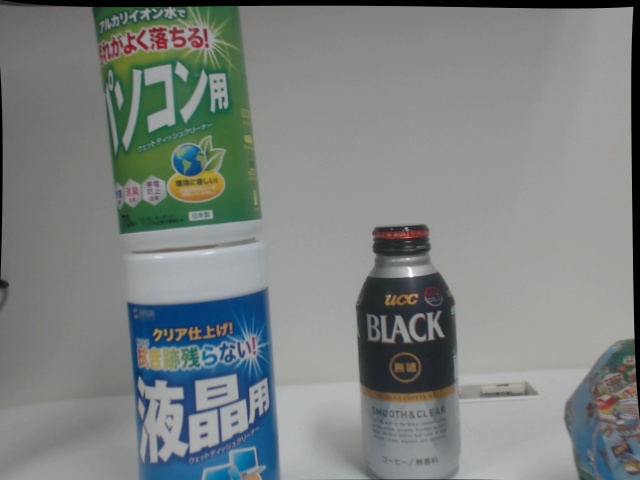 アルカリイオン水で
汚れがよく落ちる!
パソコン用
ウェットティッシュクリーナー
環境に優しい!
日本製
クリア仕上げ!
拭き跡残らない!
液晶用
ウェットティッシュクリーナー
ucc
BLACK
無糖
SMOOTH&CLEAR
コーヒー/無香料